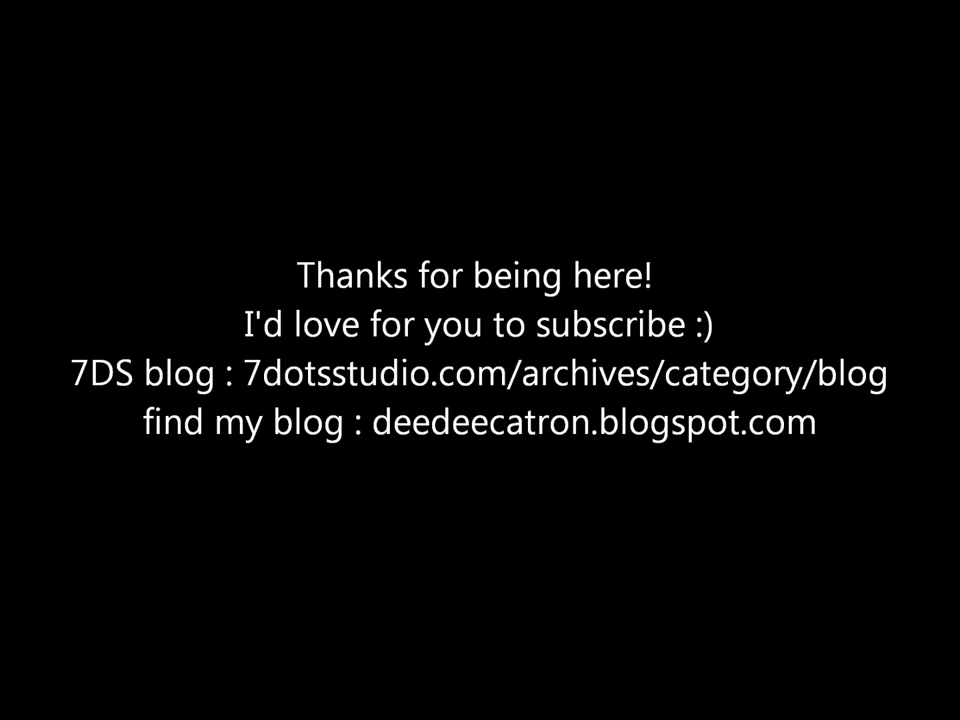 Thanks for being here!
I'd love for you to subscribe :)
7DS blog : 7dotsstudio.com/archives/category/blog
find my blog : deedeecatron.blogspot.com